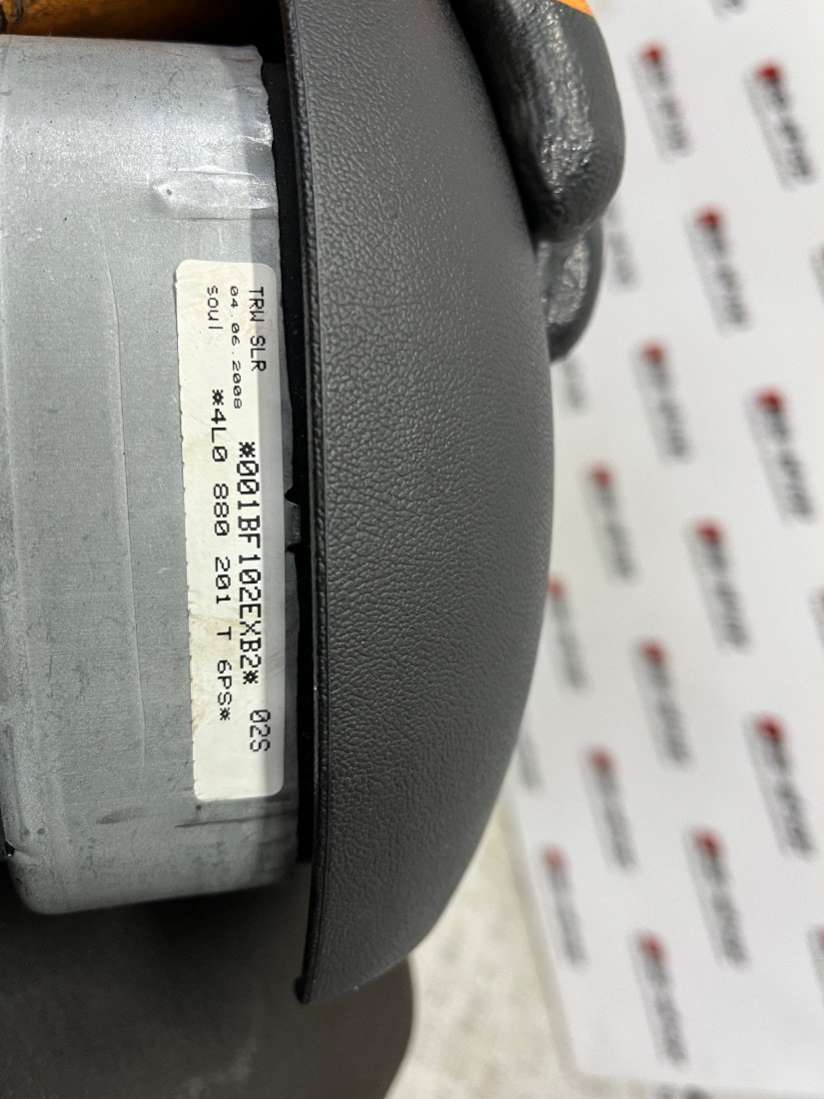 TRW SLR
04.06.2008
soul
*001BF102EXB2* 02S
*4L0 880 201 T 6PS*